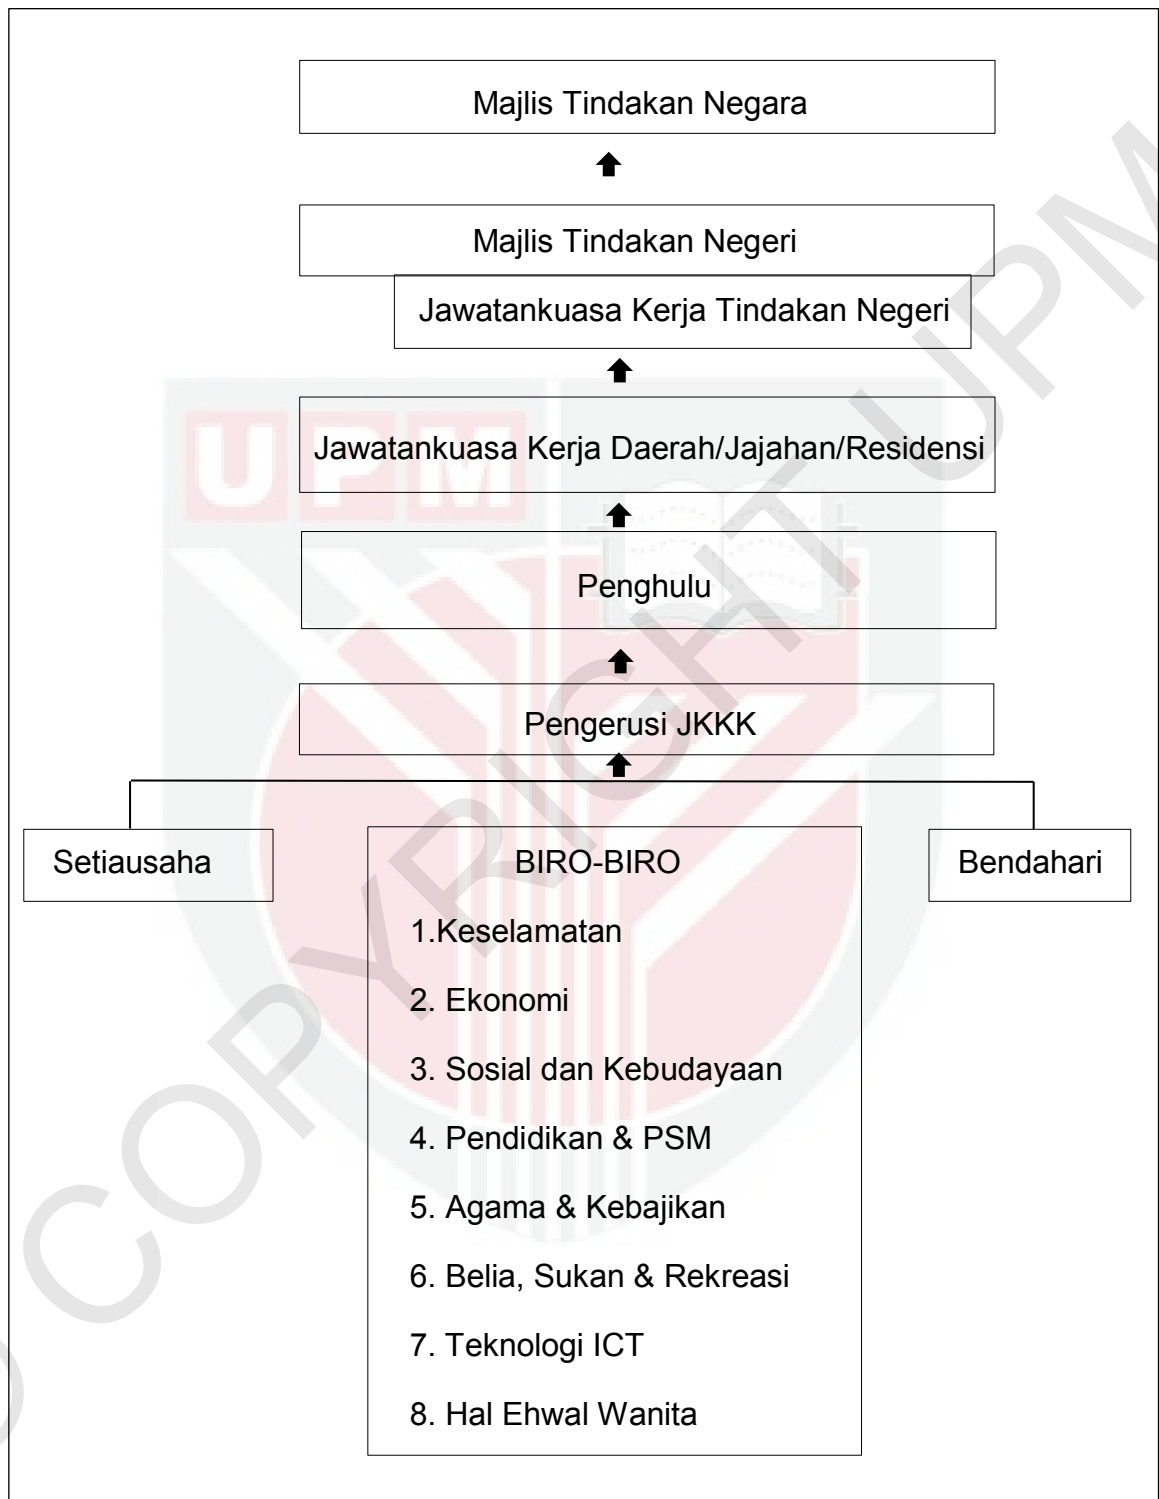 Majlis Tindakan Negara
Majlis Tindakan Negeri
Jawatankuasa Kerja Tindakan Negeri
Jawatankuasa Kerja Daerah/Jajahan/Residensi
UPM
Penghulu
Pengerusi JKKK
Setiausaha
BIRO-BIRO
Bendahari
1.Keselamatan
2. Ekonomi
3. Sosial dan Kebudayaan
4. Pendidikan & PSM
5. Agama & Kebajikan
6. Belia, Sukan & Rekreasi
7. Teknologi ICT
8. Hal Ehwal Wanita
COPYRIGHT UPM